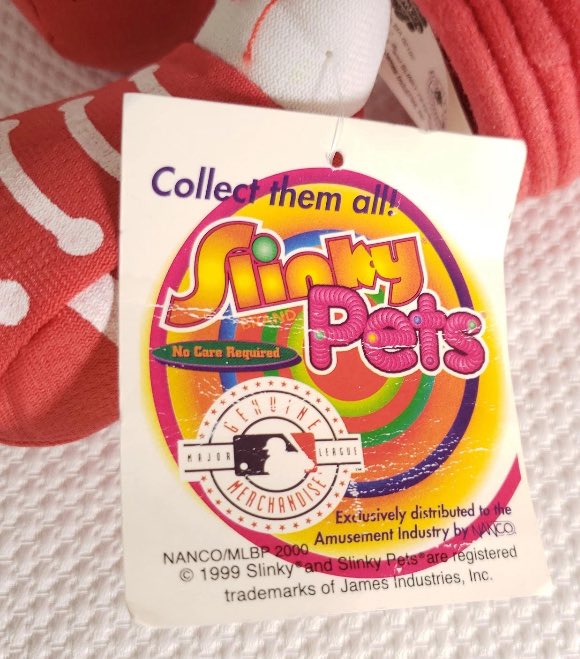 Collect them all!
Slinky
BRAND
Pets
No Care Required
GENUINE
MAJOR LEAGUE
MERCHANDISE
Exclusively distributed to the
Amusement Industry by NANCO.
NANCO/MLBP 2000
© 1999 Slinky® and Slinky Pets® are registered
trademarks of James Industries, Inc.